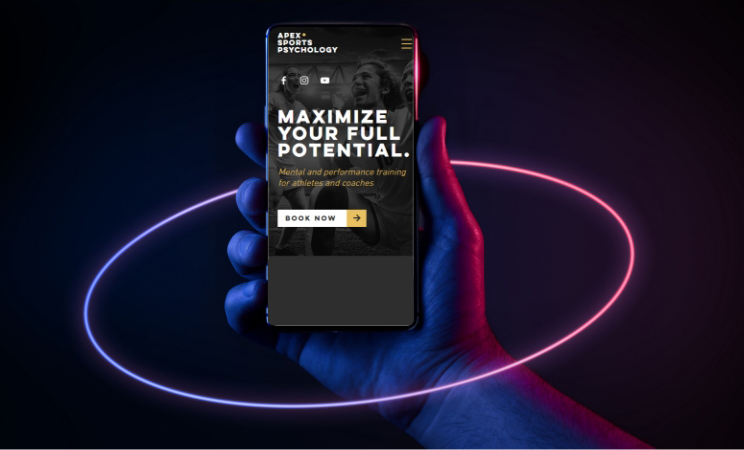 APEX
SPORTS
PSYCHOLOGY
MAXIMIZE
YOUR FULL
POTENTIAL.
Mental and performance training
for athletes and coaches
BOOK NOW